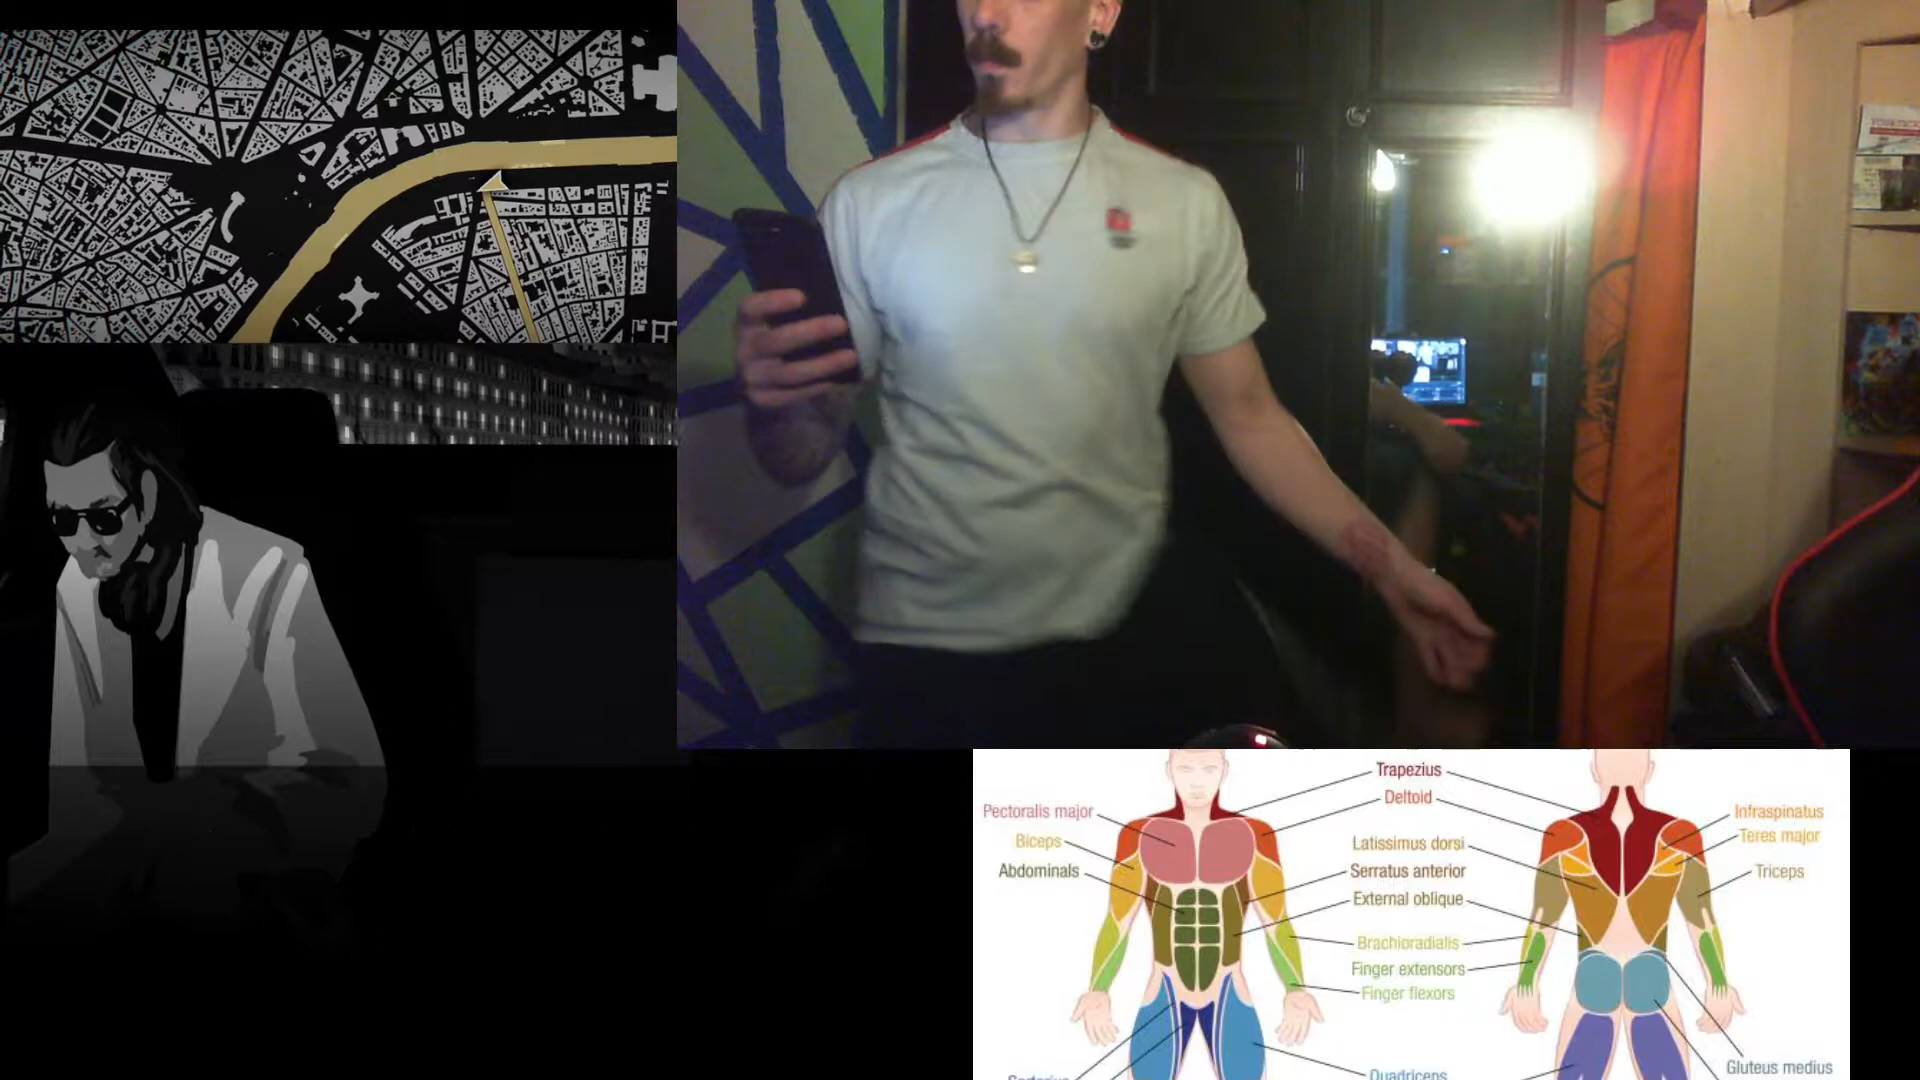 Trapezius
Deltoid
Pectoralis major
Biceps
Abdominals
Latissimus dorsi
Serratus anterior
External oblique
Brachioradialis
Finger extensors
Finger flexors
Infraspinatus
Teres major
Triceps
Gluteus medius